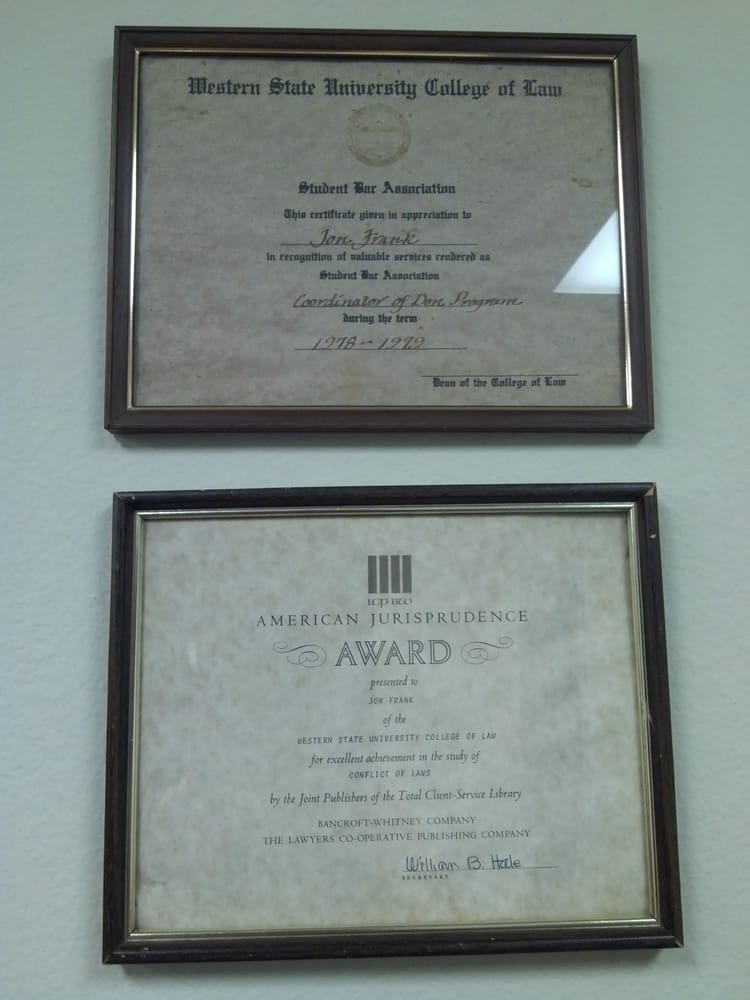 Western State University College of Law
Student Bar Association
This certificate given in appreciation to
Jon Frank
in recognition of valuable services rendered as
Student Bar Association
Coordinator of Don Program
during the term
1978 - 1979
Dean of the College of Law
LCP BW
AMERICAN JURISPRUDENCE
AWARD
presented to
JON FRANK
of the
WESTERN STATE UNIVERSITY COLLEGE OF LAW
for excellent achievement in the study of
CONFLICT OF LAWS
by the Joint Publishers of the Total Client-Service Library
BANCROFT-WHITNEY COMPANY
THE LAWYERS CO-OPERATIVE PUBLISHING COMPANY
William B. Hale
SECRETARY